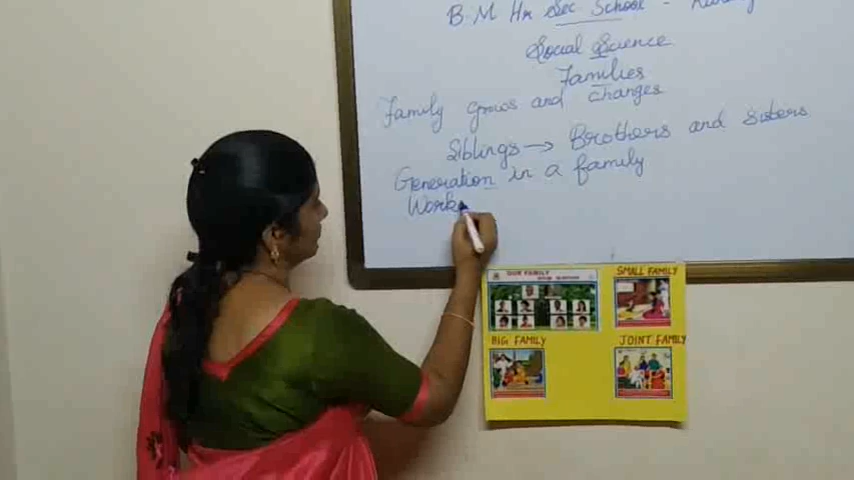 B.M Hr Sec School -
Social Science
Families
Family grows and changes
Siblings → Brothers and sisters
Generation in a family
Work
OUR FAMILY
SMALL FAMILY
BIG FAMILY
JOINT FAMILY